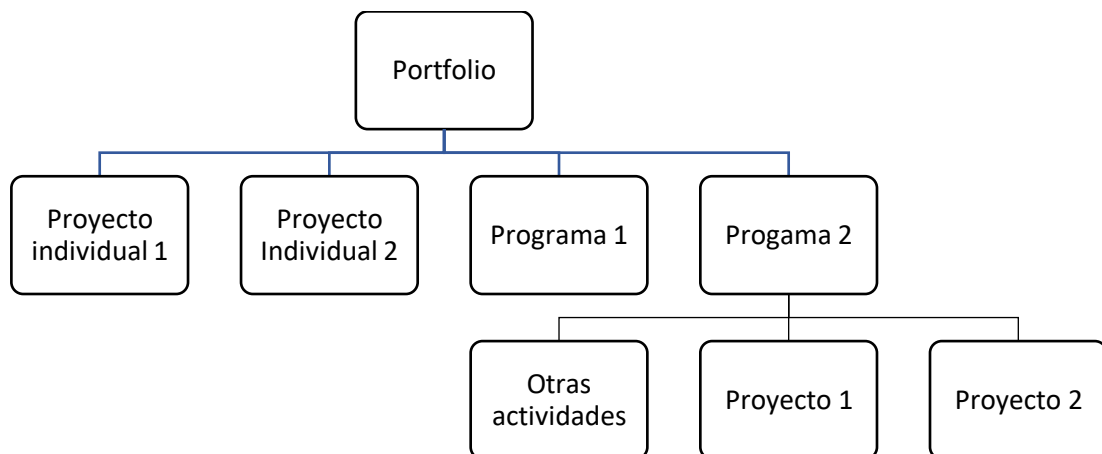 Portfolio
Proyecto
individual 1
Proyecto
Individual 2
Programa 1
Progama 2
Otras
actividades
Proyecto 1
Proyecto 2